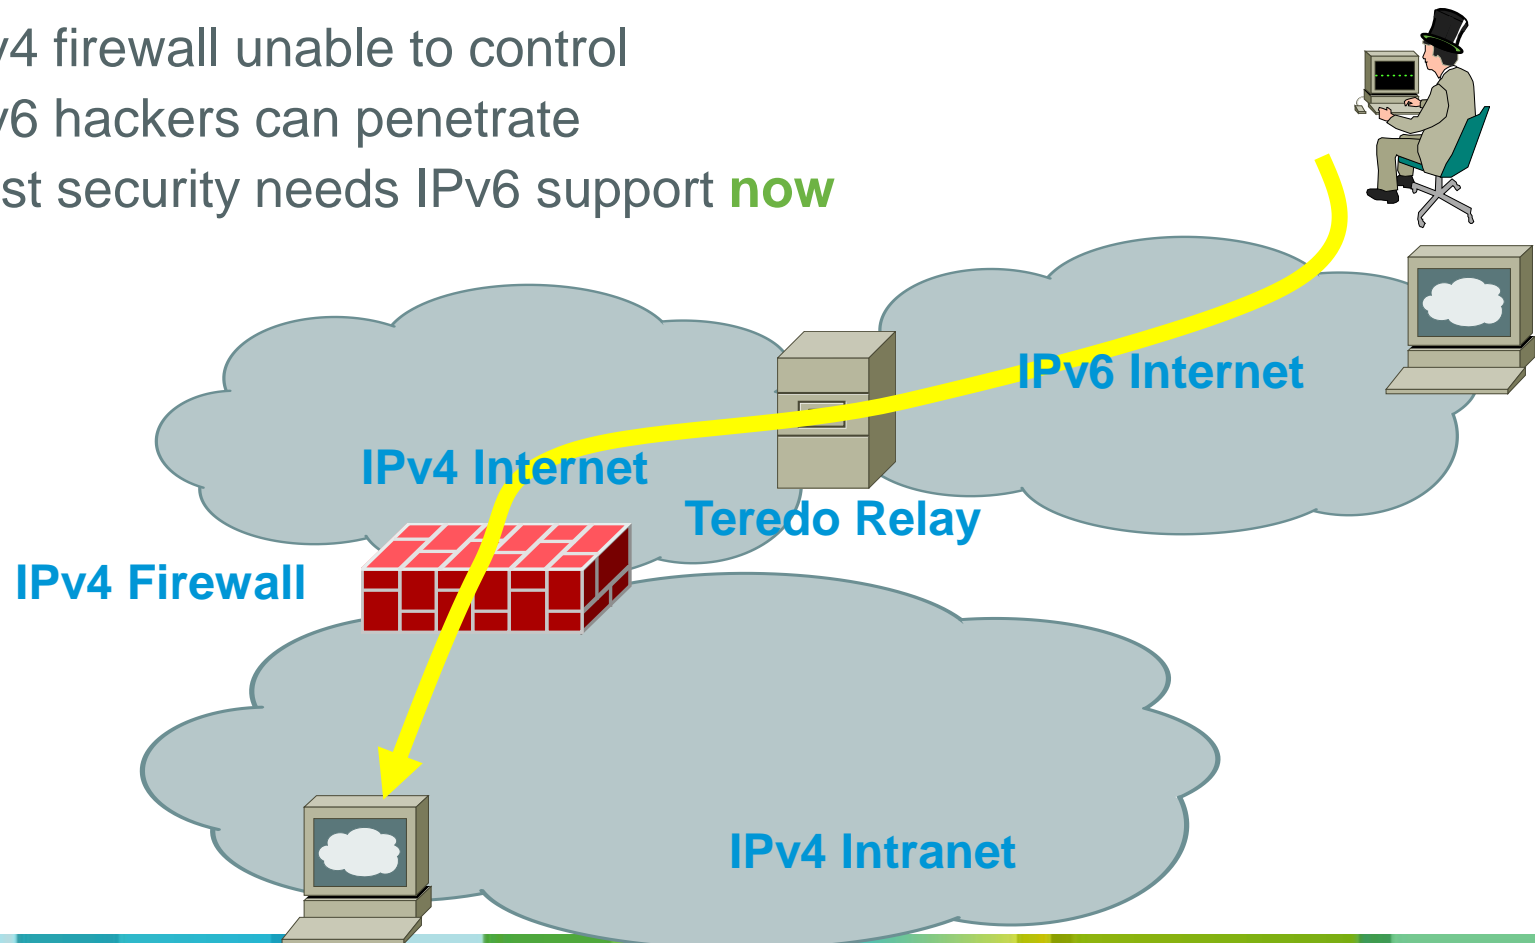 v4 firewall unable to control
v6 hackers can penetrate
st security needs IPv6 support now
IPv6 Internet
IPv4 Internet
Teredo Relay
IPv4 Firewall
IPv4 Intranet